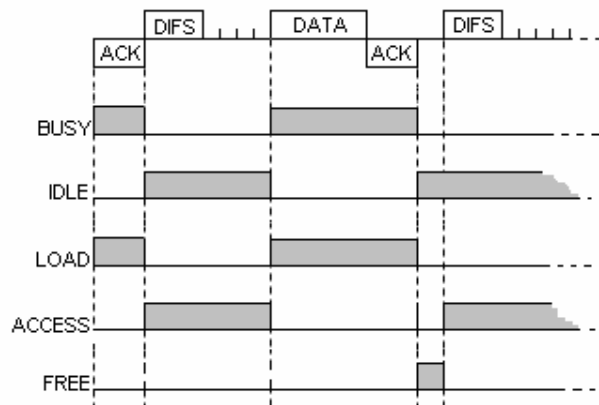 DIFS DATA DIFS
ACK ACK
BUSY
IDLE
LOAD
ACCESS
FREE